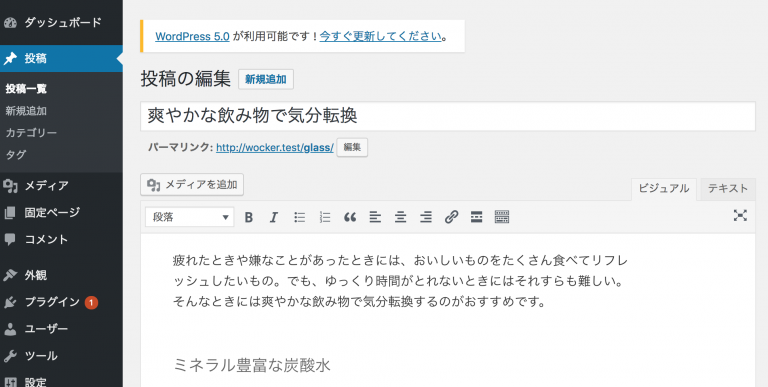 ダッシュボード
投稿
投稿一覧
新規追加
カテゴリー
タグ
メディア
固定ページ
コメント
外観
プラグイン 1
ユーザー
ツール
設定
WordPress 5.0 が利用可能です ! 今すぐ更新してください。
投稿の編集 新規追加
爽やかな飲み物で気分転換
パーマリンク: http://wocker.test/glass/ 編集
メディアを追加
ビジュアル テキスト
段落 B I
疲れたときや嫌なことがあったときには、おいしいものをたくさん食べてリフレ
ッシュしたいもの。でも、ゆっくり時間がとれないときにはそれすらも難しい。
そんなときには爽やかな飲み物で気分転換するのがおすすめです。
ミネラル豊富な炭酸水